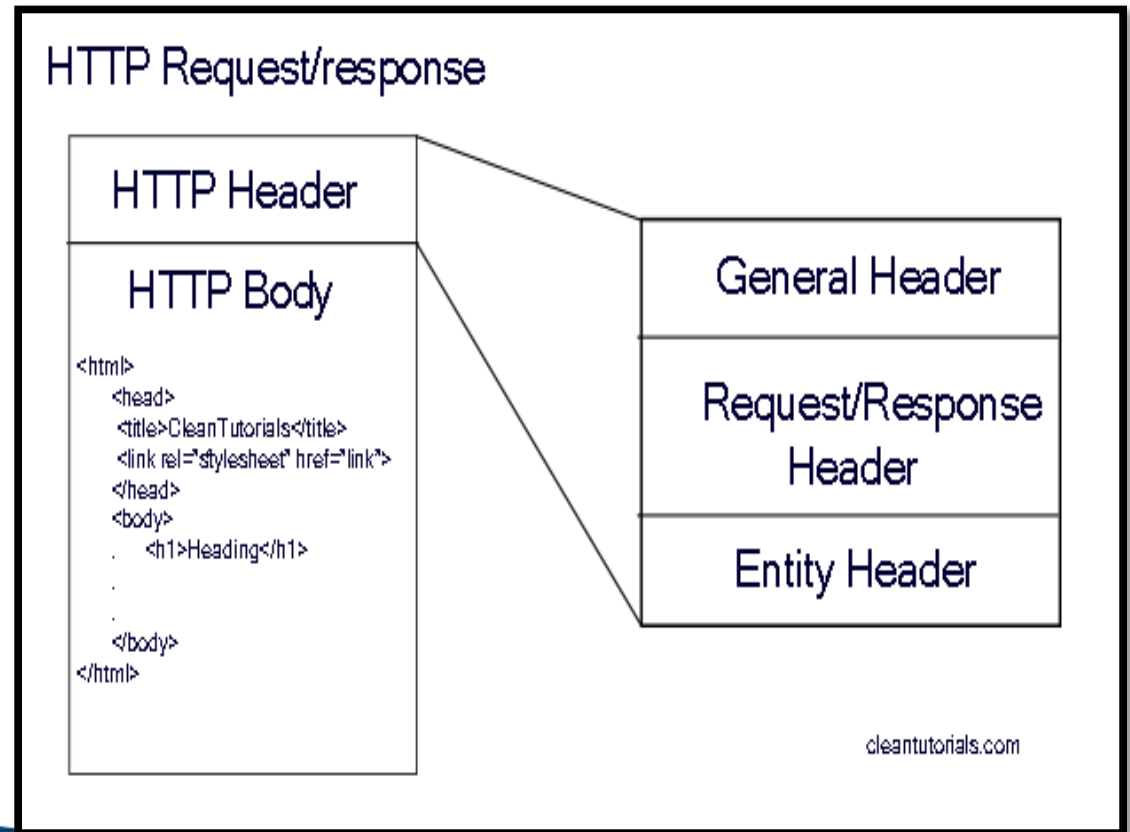 HTTP Request/response
HTTP Header
HTTP Body
<html>
<head>
<title>CleanTutorials</title>
<link rel="stylesheet" href="link">
</head>
<body>
. <h1>Heading</h1>
.
.
</body>
</html>
General Header
Request/Response
Header
Entity Header
cleantutorials.com